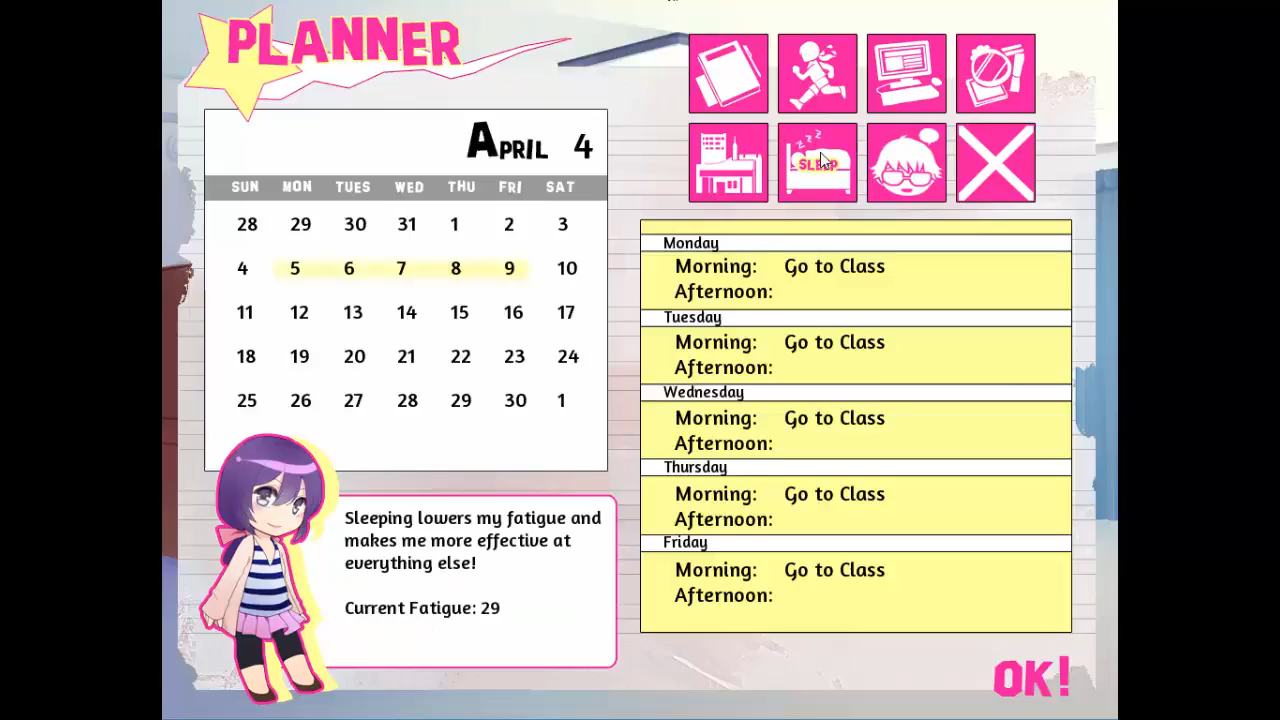 PLANNER
APRIL 4
SUN MON TUES WED THU FRI SAT
28 29 30 31 1 2 3
4 5 6 7 8 9 10
11 12 13 14 15 16 17
18 19 20 21 22 23 24
25 26 27 28 29 30 1
z z z
SLEEP
Monday
Morning: Go to Class
Afternoon:
Tuesday
Morning: Go to Class
Afternoon:
Wednesday
Morning: Go to Class
Afternoon:
Thursday
Morning: Go to Class
Afternoon:
Friday
Morning: Go to Class
Afternoon:
Sleeping lowers my fatigue and
makes me more effective at
everything else!
Current Fatigue: 29
OK!